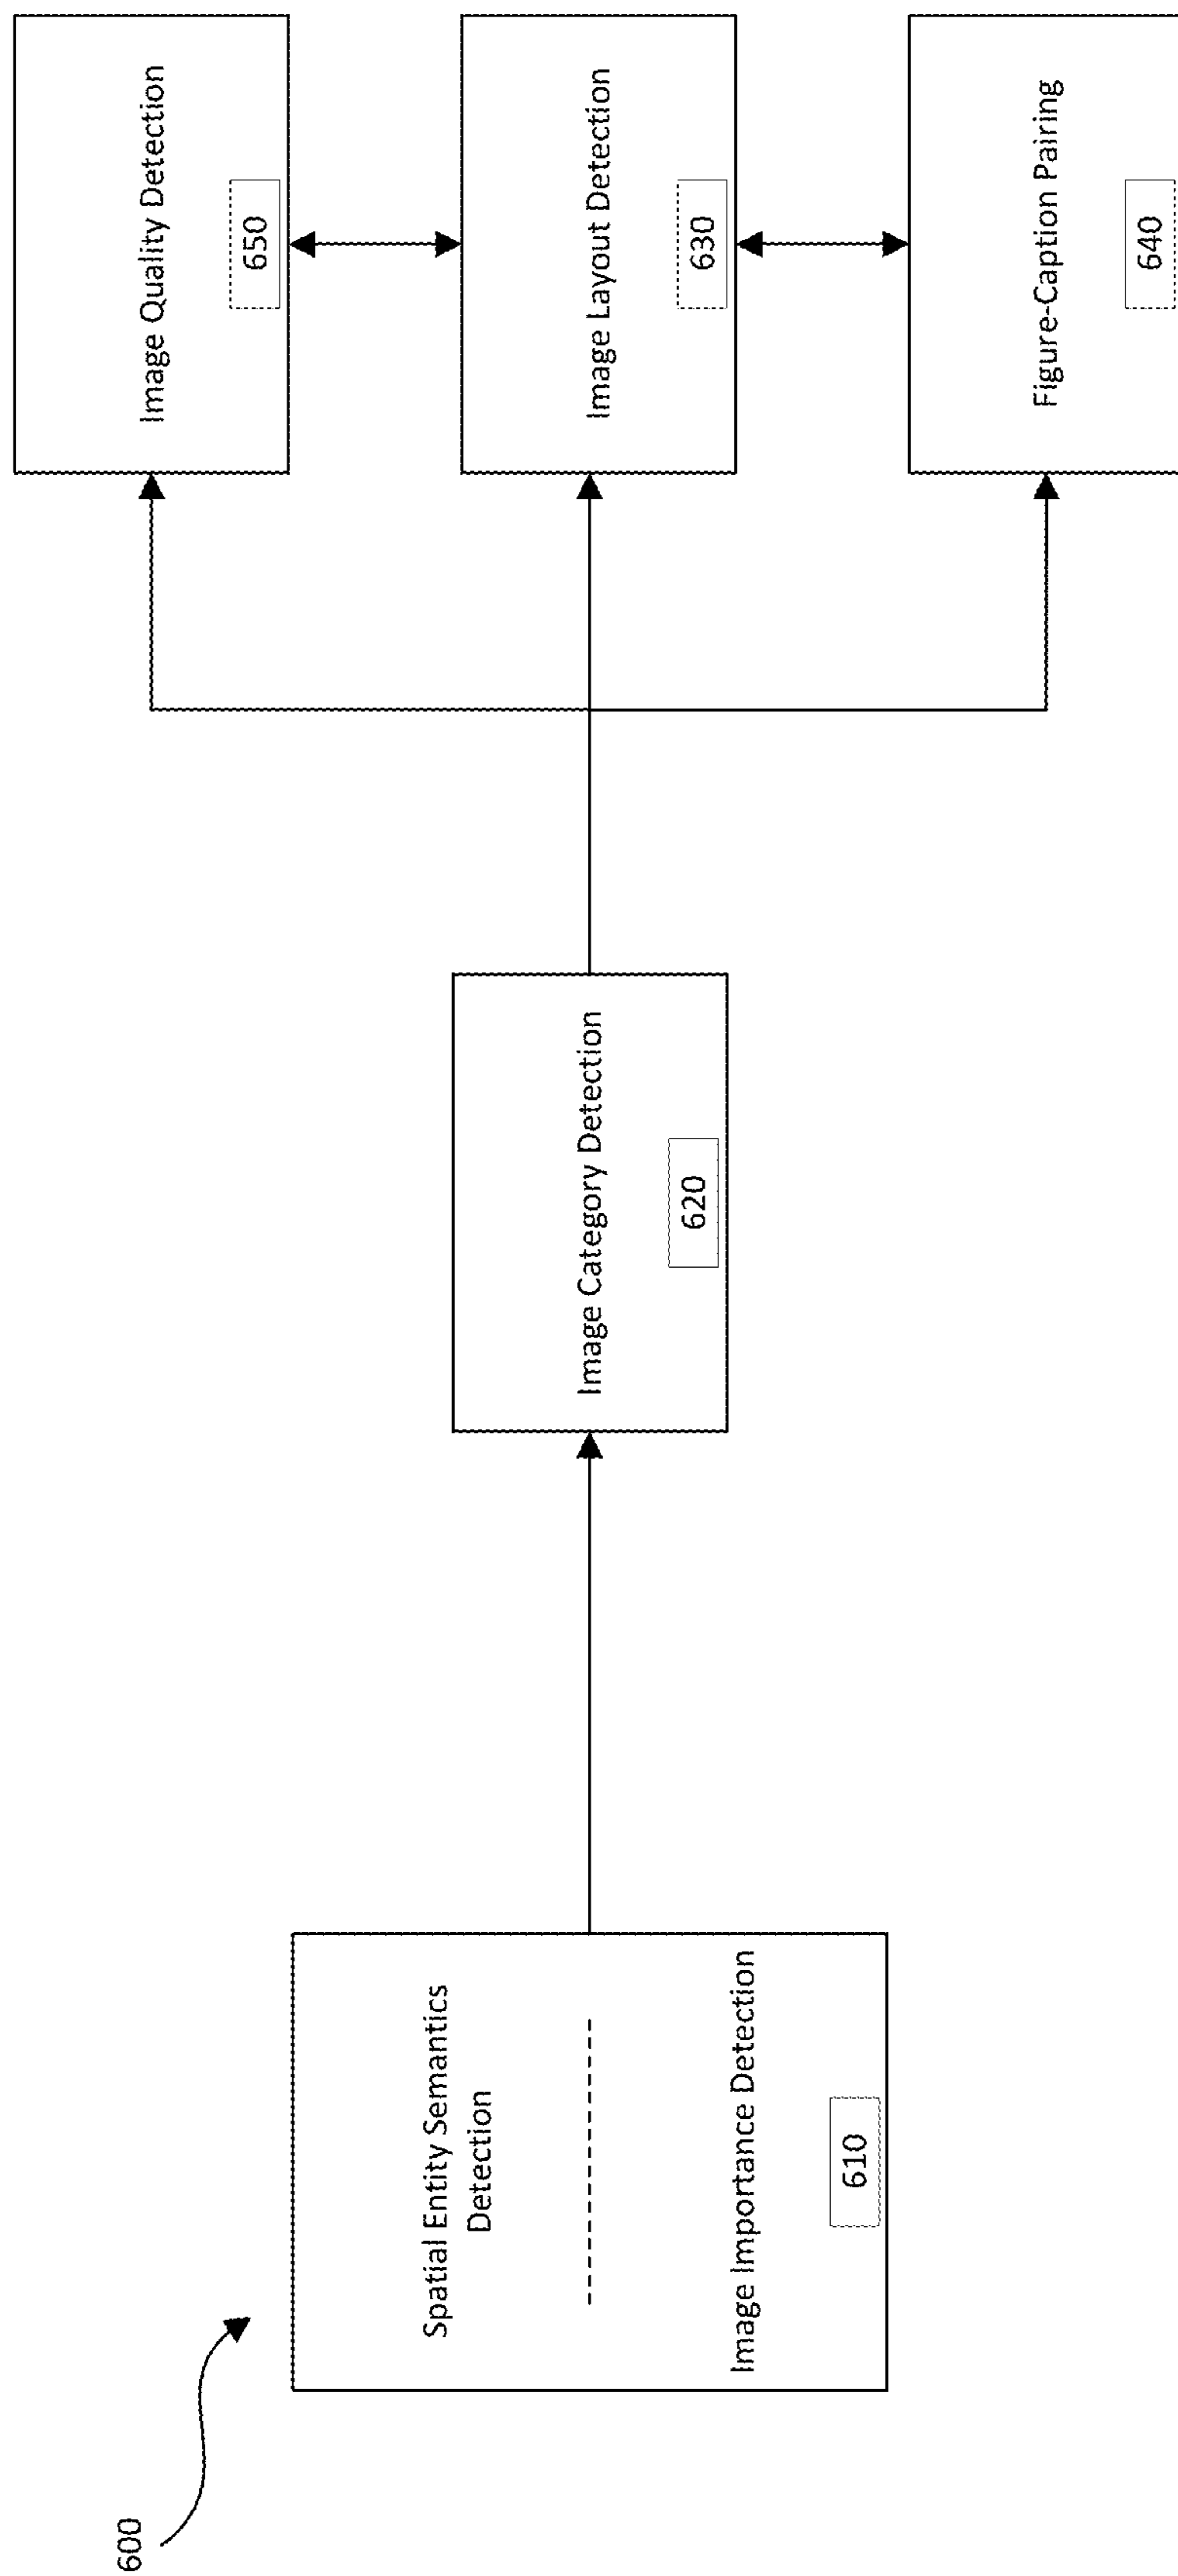 600
Spatial Entity Semantics
Detection
Image Importance Detection
610
Image Category Detection
620
Image Quality Detection
650
Image Layout Detection
630
Figure-Caption Pairing
640